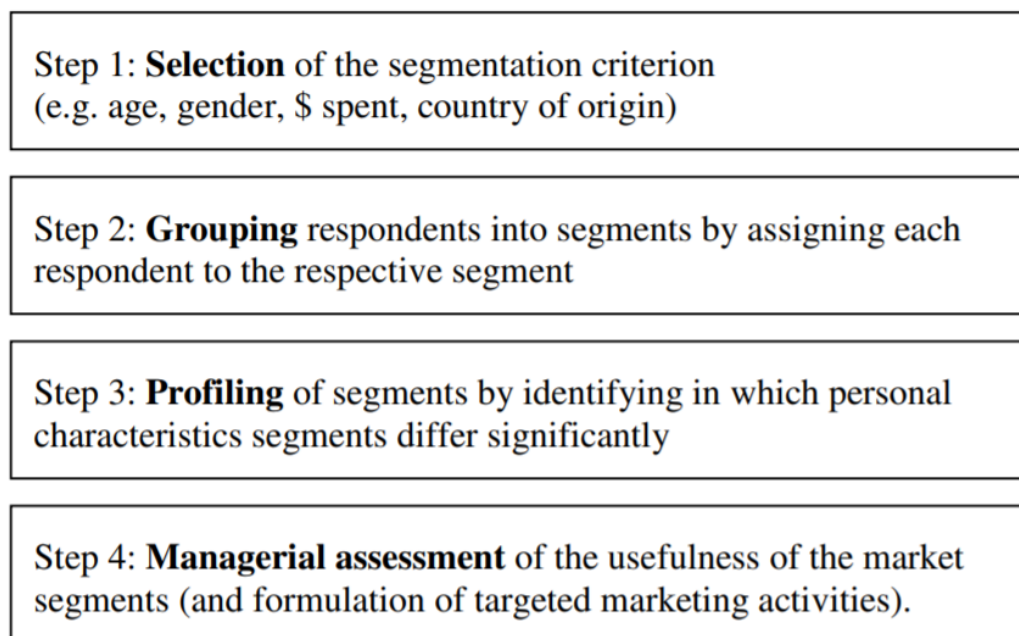 Step 1: Selection of the segmentation criterion
(e.g. age, gender, $ spent, country of origin)
Step 2: Grouping respondents into segments by assigning each
respondent to the respective segment
Step 3: Profiling of segments by identifying in which personal
characteristics segments differ significantly
Step 4: Managerial assessment of the usefulness of the market
segments (and formulation of targeted marketing activities).